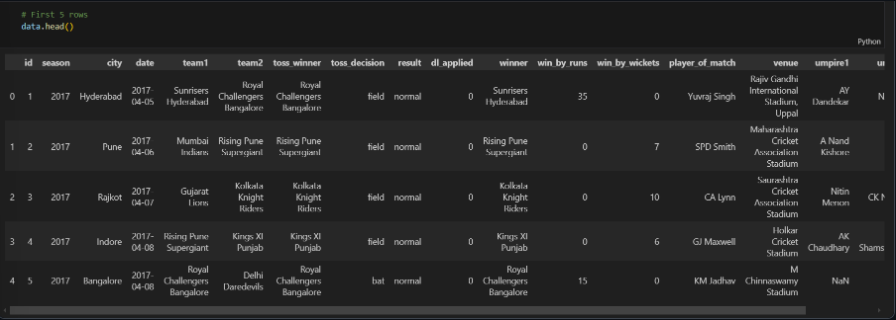 # First 5 rows
data.head()
Python
id season city date team1 team2 toss_winner toss_decision result dl_applied winner win_by_runs win_by_wickets player_of_match venue umpire1
0 1 2017 Hyderabad 2017-04-05 Sunrisers Hyderabad Royal Challengers Bangalore Royal Challengers Bangalore field normal 0 Sunrisers Hyderabad 35 0 Yuvraj Singh Rajiv Gandhi International Stadium, Uppal AY Dandekar N
1 2 2017 Pune 2017-04-06 Mumbai Indians Rising Pune Supergiant Rising Pune Supergiant field normal 0 Rising Pune Supergiant 0 7 SPD Smith Maharashtra Cricket Association Stadium A Nand Kishore
2 3 2017 Rajkot 2017-04-07 Gujarat Lions Kolkata Knight Riders Kolkata Knight Riders field normal 0 Kolkata Knight Riders 0 10 CA Lynn Saurashtra Cricket Association Stadium Nitin Menon CK
3 4 2017 Indore 2017-04-08 Rising Pune Supergiant Kings XI Punjab Kings XI Punjab field normal 0 Kings XI Punjab 0 6 GJ Maxwell Holkar Cricket Stadium AK Chaudhary Shams
4 5 2017 Bangalore 2017-04-08 Royal Challengers Bangalore Delhi Daredevils Royal Challengers Bangalore bat normal 0 Royal Challengers Bangalore 15 0 KM Jadhav M Chinnaswamy Stadium NaN